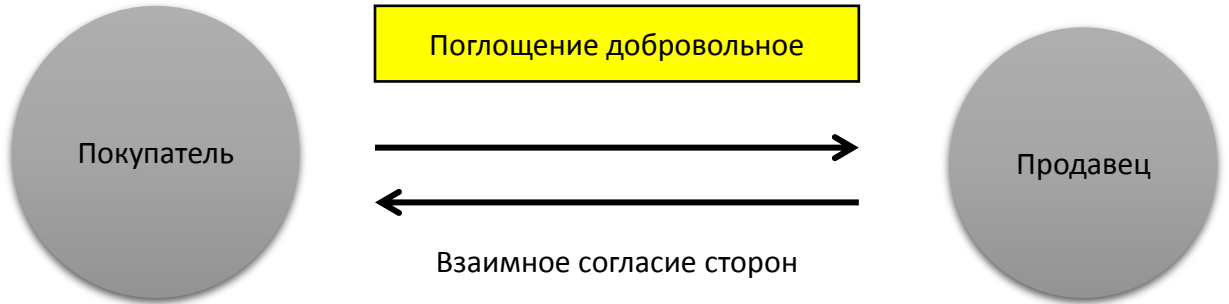 Поглощение добровольное
Покупатель
Продавец
Взаимное согласие сторон